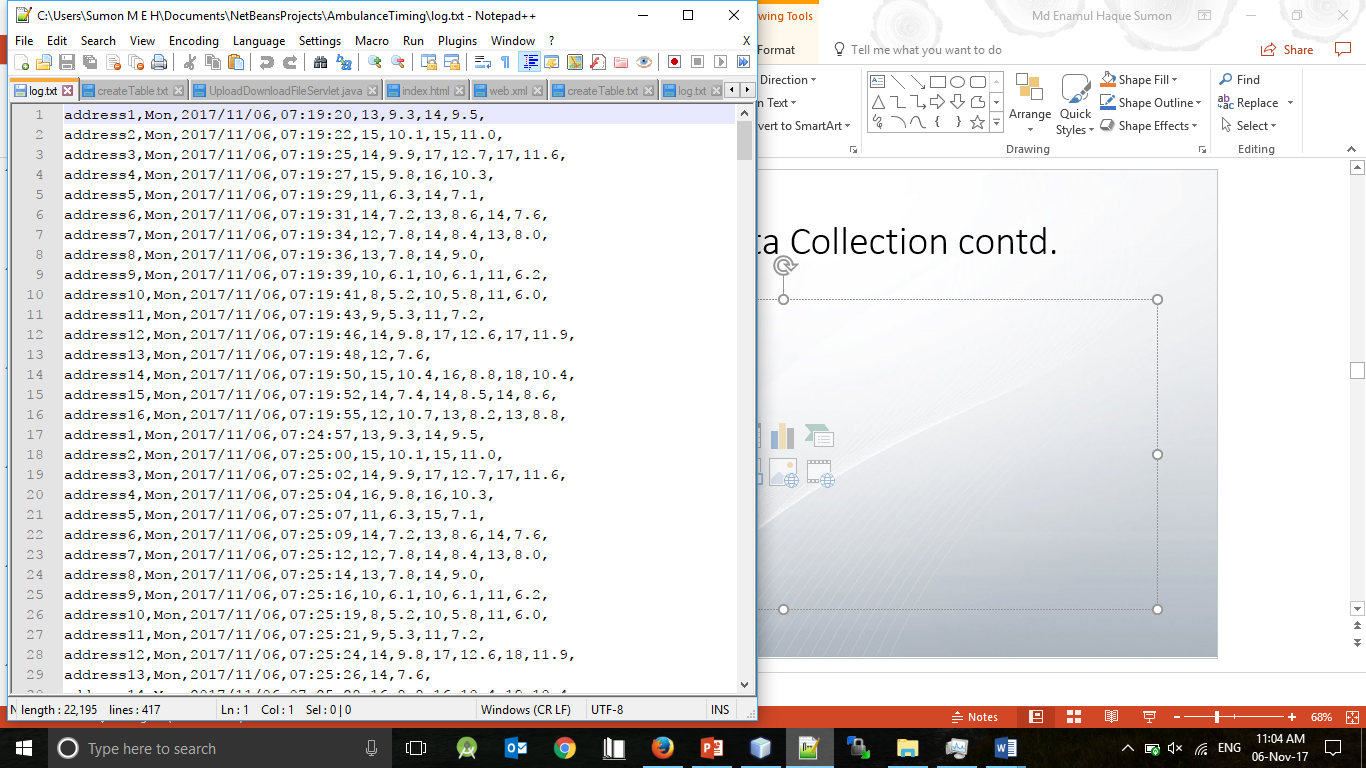 C:\Users\Sumon M E H\Documents\NetBeansProjects\AmbulanceTiming\log.txt - Notepad++
File Edit Search View Encoding Language Settings Macro Run Plugins Window ? X
log.txt createTable.txt UploadDownloadFileServlet.java index.html web.xml createTable.txt log.txt
1 address1,Mon,2017/11/06,07:19:20,13,9.3,14,9.5,
2 address2,Mon,2017/11/06,07:19:22,15,10.1,15,11.0,
3 address3,Mon,2017/11/06,07:19:25,14,9.9,17,12.7,17,11.6,
4 address4,Mon,2017/11/06,07:19:27,15,9.8,16,10.3,
5 address5,Mon,2017/11/06,07:19:29,11,6.3,14,7.1,
6 address6,Mon,2017/11/06,07:19:31,14,7.2,13,8.6,14,7.6,
7 address7,Mon,2017/11/06,07:19:34,12,7.8,14,8.4,13,8.0,
8 address8,Mon,2017/11/06,07:19:36,13,7.8,14,9.0,
9 address9,Mon,2017/11/06,07:19:39,10,6.1,10,6.1,11,6.2,
10 address10,Mon,2017/11/06,07:19:41,8,5.2,10,5.8,11,6.0,
11 address11,Mon,2017/11/06,07:19:43,9,5.3,11,7.2,
12 address12,Mon,2017/11/06,07:19:46,14,9.8,17,12.6,17,11.9,
13 address13,Mon,2017/11/06,07:19:48,12,7.6,
14 address14,Mon,2017/11/06,07:19:50,15,10.4,16,8.8,18,10.4,
15 address15,Mon,2017/11/06,07:19:52,14,7.4,14,8.5,14,8.6,
16 address16,Mon,2017/11/06,07:19:55,12,10.7,13,8.2,13,8.8,
17 address1,Mon,2017/11/06,07:24:57,13,9.3,14,9.5,
18 address2,Mon,2017/11/06,07:25:00,15,10.1,15,11.0,
19 address3,Mon,2017/11/06,07:25:02,14,9.9,17,12.7,17,11.6,
20 address4,Mon,2017/11/06,07:25:04,16,9.8,16,10.3,
21 address5,Mon,2017/11/06,07:25:07,11,6.3,15,7.1,
22 address6,Mon,2017/11/06,07:25:09,14,7.2,13,8.6,14,7.6,
23 address7,Mon,2017/11/06,07:25:12,12,7.8,14,8.4,13,8.0,
24 address8,Mon,2017/11/06,07:25:14,13,7.8,14,9.0,
25 address9,Mon,2017/11/06,07:25:16,10,6.1,10,6.1,11,6.2,
26 address10,Mon,2017/11/06,07:25:19,8,5.2,10,5.8,11,6.0,
27 address11,Mon,2017/11/06,07:25:21,9,5.3,11,7.2,
28 address12,Mon,2017/11/06,07:25:24,14,9.8,17,12.6,18,11.9,
29 address13,Mon,2017/11/06,07:25:26,14,7.6,
length : 22,195 lines : 417 Ln : 1 Col : 1 Sel : 0 | 0 Windows (CR LF) UTF-8 INS
wing Tools Md Enamul Haque Sumon
Format Tell me what you want to do Share
Direction Shape Fill Find
n Text Shape Outline Replace
vert to SmartArt Arrange Quick Styles Shape Effects Select
Drawing Editing
ta Collection contd.
Notes 68%
Type here to search
ENG 11:04 AM
06-Nov-17